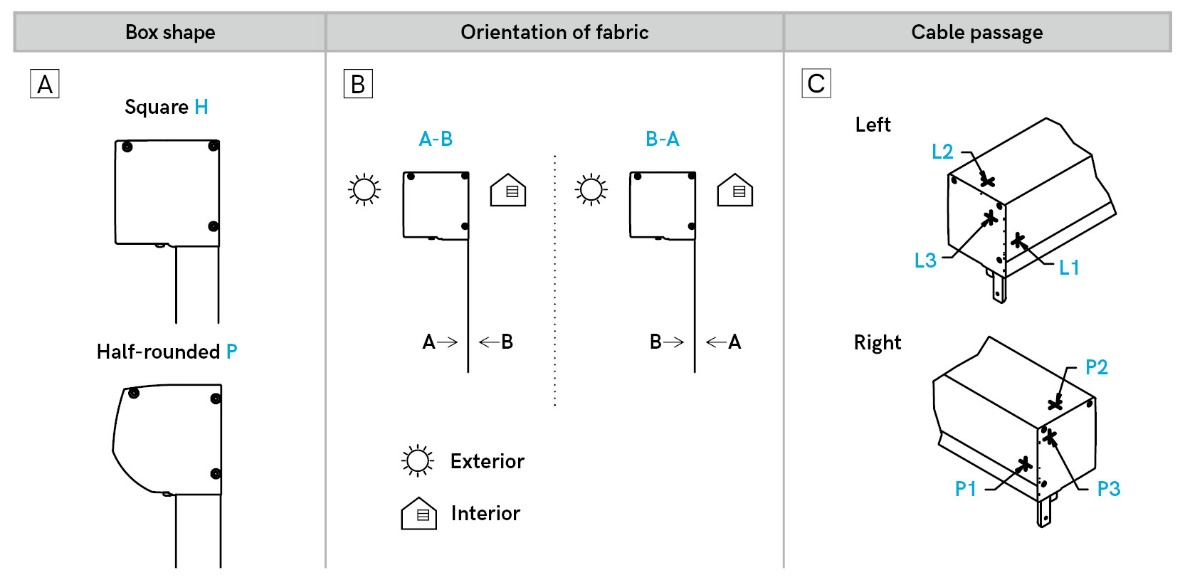 Box shape
Orientation of fabric
Cable passage
A
Square H
Half-rounded P
B
A-B
B-A
A→ ←B
B→ ←A
Exterior
Interior
C
Left
L2
L3
L1
Right
P2
P1
P3